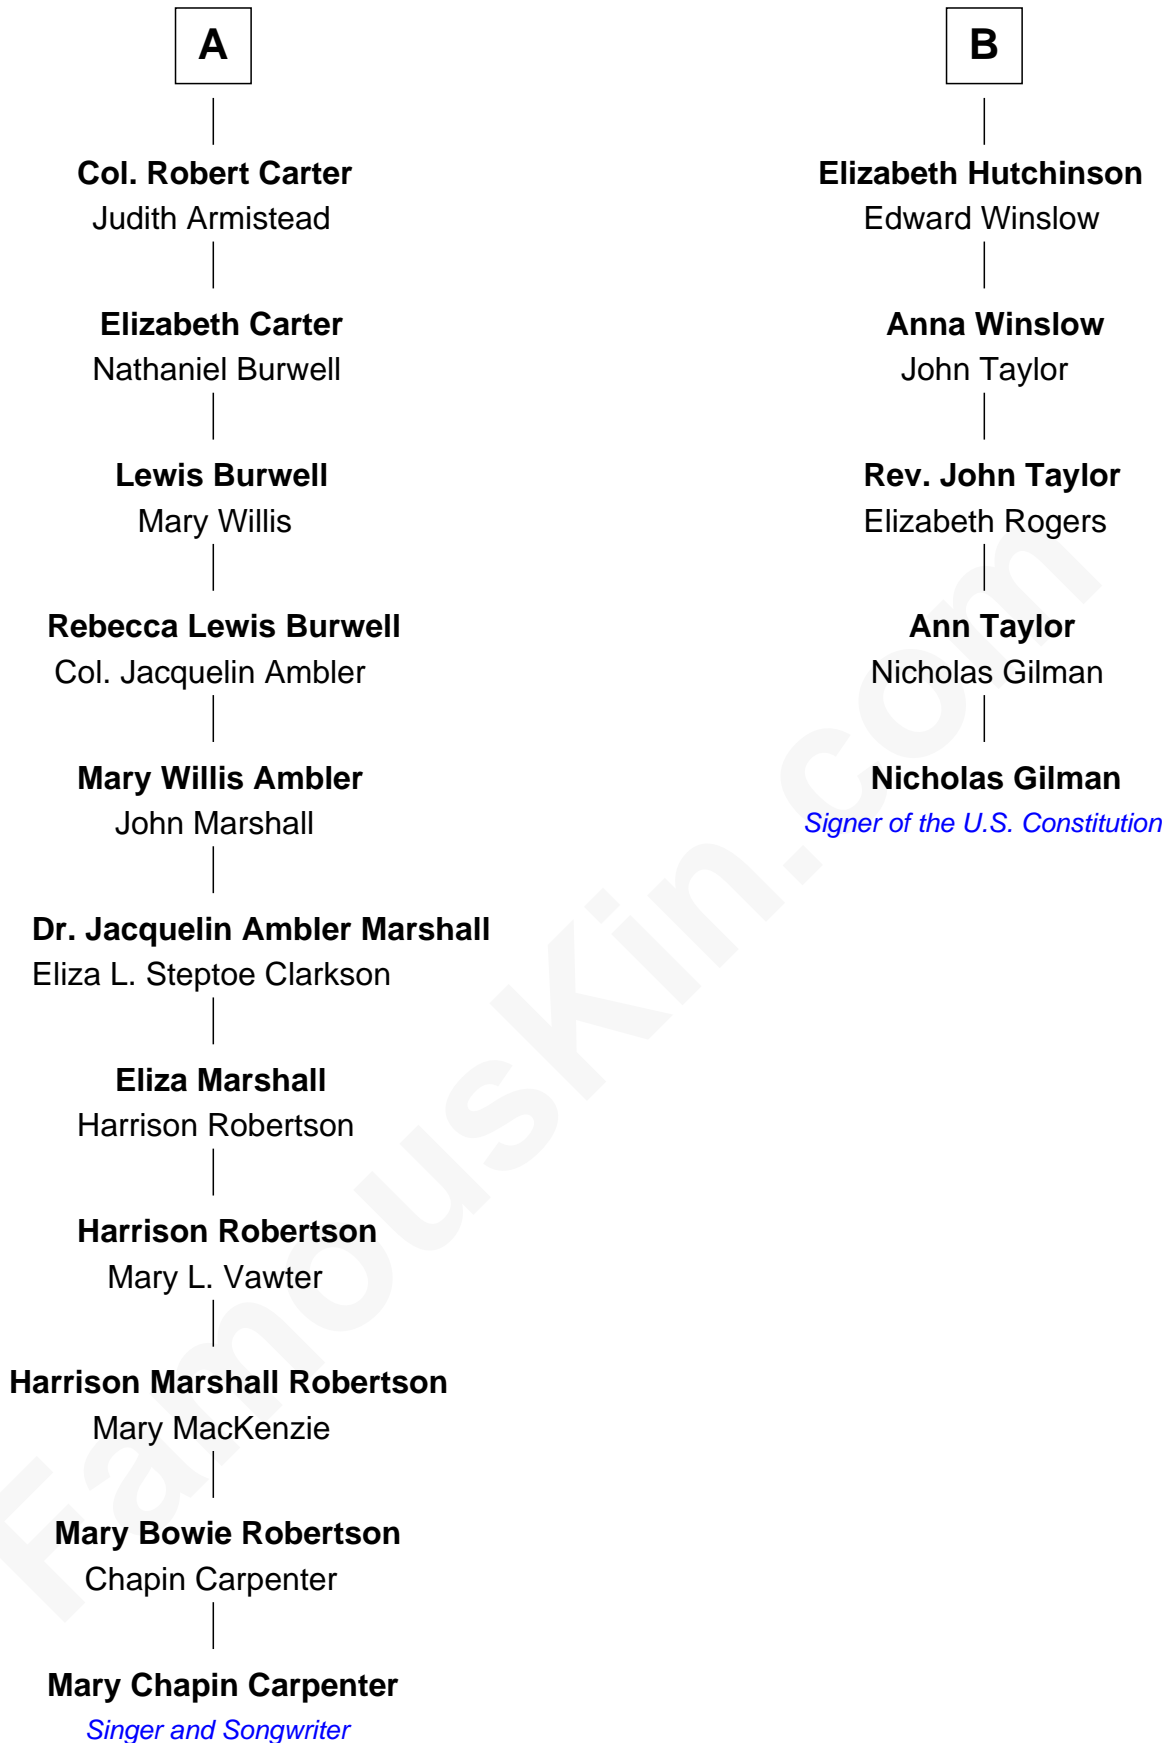 A
Col. Robert Carter
Judith Armistead
Elizabeth Carter
Nathaniel Burwell
Lewis Burwell
Mary Willis
Rebecca Lewis Burwell
Col. Jacquelin Ambler
Mary Willis Ambler
John Marshall
Dr. Jacquelin Ambler Marshall
Eliza L. Steptoe Clarkson
Eliza Marshall
Harrison Robertson
Harrison Robertson
Mary L. Vawter
Harrison Marshall Robertson
Mary MacKenzie
Mary Bowie Robertson
Chapin Carpenter
Mary Chapin Carpenter
Singer and Songwriter
B
Elizabeth Hutchinson
Edward Winslow
Anna Winslow
John Taylor
Rev. John Taylor
Elizabeth Rogers
Ann Taylor
Nicholas Gilman
Nicholas Gilman
Signer of the U.S. Constitution
FamousKin.com